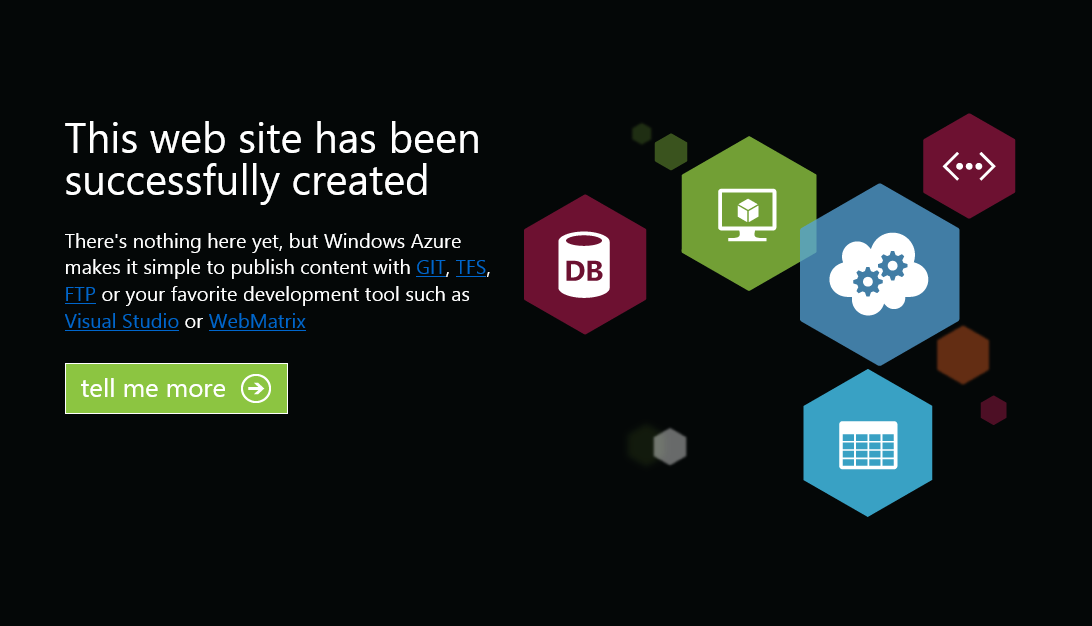 This web site has been
successfully created
There's nothing here yet, but Windows Azure
makes it simple to publish content with GIT, TFS,
FTP or your favorite development tool such as
Visual Studio or WebMatrix
tell me more
DB